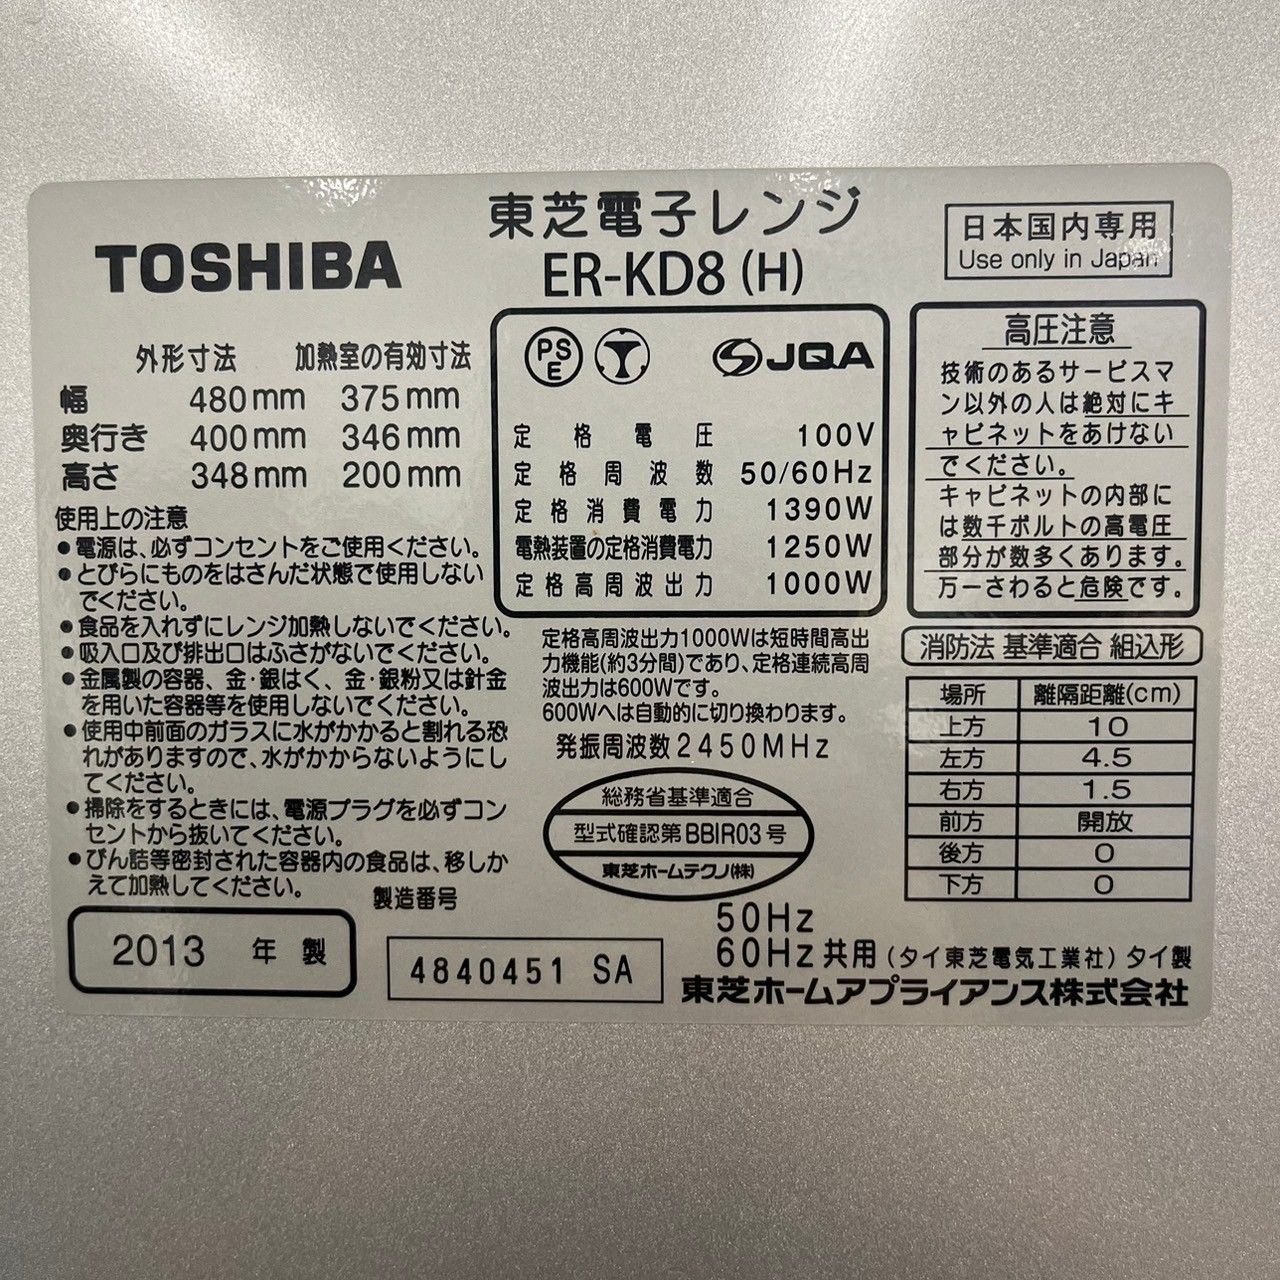 東芝電子レンジ
TOSHIBA
ER-KD8 (H)
日本国内専用
Use only in Japan
外形寸法 加熱室の有効寸法
幅 480mm 375mm
奥行き 400mm 346mm
高さ 348mm 200mm
使用上の注意
●電源は、必ずコンセントをご使用ください。
●とびらにものをはさんだ状態で使用しない
でください。
●食品を入れずにレンジ加熱しないでください。
●吸入口及び排出口はふさがないでください。
●金属製の容器、金・銀はく、金・銀粉又は針金
を用いた容器等を使用しないでください。
●使用中前面のガラスに水がかかると割れる恐
れがありますので、水がかからないようにし
てください。
●掃除をするときには、電源プラグを必ずコン
セントから抜いてください。
●びん詰等密封された容器内の食品は、移しか
えて加熱してください。
PS
E
JQA
定格電圧 100V
定格周波数 50/60Hz
定格消費電力 1390W
電熱装置の定格消費電力 1250W
定格高周波出力 1000W
定格高周波出力1000Wは短時間高出
力機能(約3分間)であり、定格連続高周
波出力は600Wです。
600Wへは自動的に切り換わります。
発振周波数2450MHz
総務省基準適合
型式確認第BBIR03号
東芝ホームテクノ(株)
高圧注意
技術のあるサービスマ
ン以外の人は絶対にキ
ャビネットをあけない
でください。
キャビネットの内部に
は数千ボルトの高電圧
部分が数多くあります。
万一さわると危険です。
消防法 基準適合 組込形
場所 離隔距離(cm)
上方 10
左方 4.5
右方 1.5
前方 開放
後方 0
下方 0
製造番号
2013 年 製
4840451 SA
50Hz
60Hz共用(タイ東芝電気工業社)タイ製
東芝ホームアプライアンス株式会社